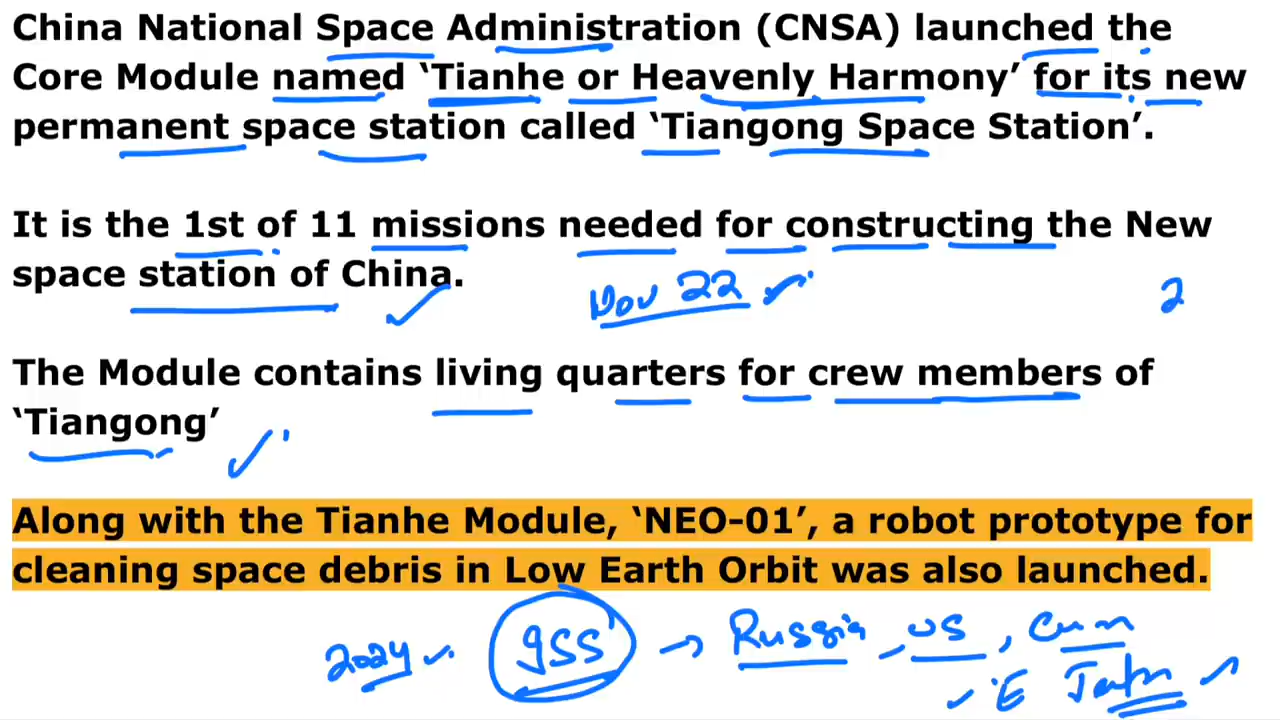 China National Space Administration (CNSA) launched the
Core Module named ‘Tianhe or Heavenly Harmony’ for its new
permanent space station called ‘Tiangong Space Station’.
It is the 1st of 11 missions needed for constructing the New
space station of China.
Nov 22
2
The Module contains living quarters for crew members of
‘Tiangong’
Along with the Tianhe Module, ‘NEO-01’, a robot prototype for
cleaning space debris in Low Earth Orbit was also launched.
2024 ISS → Russia, US,
E